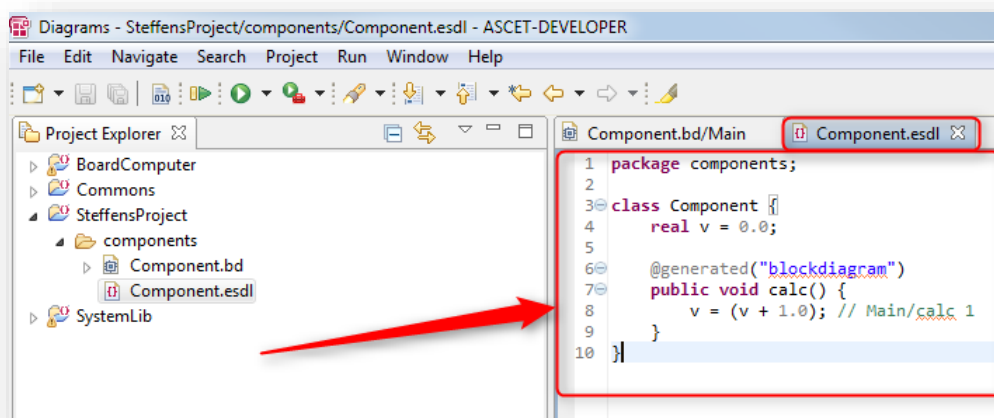 Diagrams - SteffensProject/components/Component.esdl - ASCET-DEVELOPER
File Edit Navigate Search Project Run Window Help
010
Project Explorer
BoardComputer
Commons
SteffensProject
components
Component.bd
Component.esdl
SystemLib
Component.bd/Main
Component.esdl
1 package components;
2
3 class Component {
4 real v = 0.0;
5
6 @generated("blockdiagram")
7 public void calc() {
8 v = (v + 1.0); // Main/calc 1
9 }
10 }